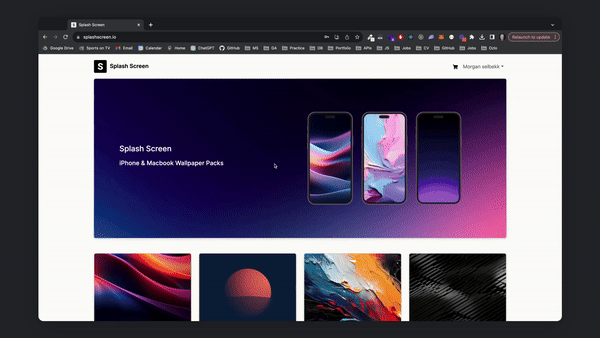 Splash Screen
splashscreen.io
Relaunch to update
Google Drive
Sports on TV
Email
Calendar
Home
ChatGPT
GitHub
MS
GA
Practice
DB
Portfolio
APIs
JS
Jobs
CV
GitHub
Jobs
S
Splash Screen
Morgan sellbekk
Splash Screen
iPhone & Macbook Wallpaper Packs